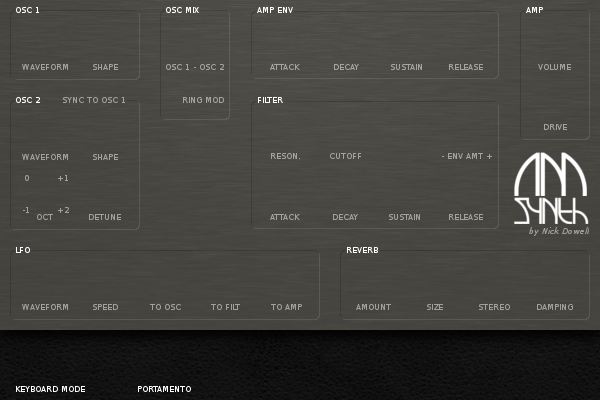 OSC 1
WAVEFORM SHAPE
OSC MIX
OSC 1 - OSC 2
RING MOD
AMP ENV
ATTACK DECAY SUSTAIN RELEASE
AMP
VOLUME
DRIVE
OSC 2 SYNC TO OSC 1
WAVEFORM SHAPE
0 +1
-1 +2
OCT DETUNE
FILTER
RESON. CUTOFF - ENV AMT +
ATTACK DECAY SUSTAIN RELEASE
AM
SYNth
by Nick Dowell
LFO
WAVEFORM SPEED TO OSC TO FILT TO AMP
REVERB
AMOUNT SIZE STEREO DAMPING
KEYBOARD MODE PORTAMENTO